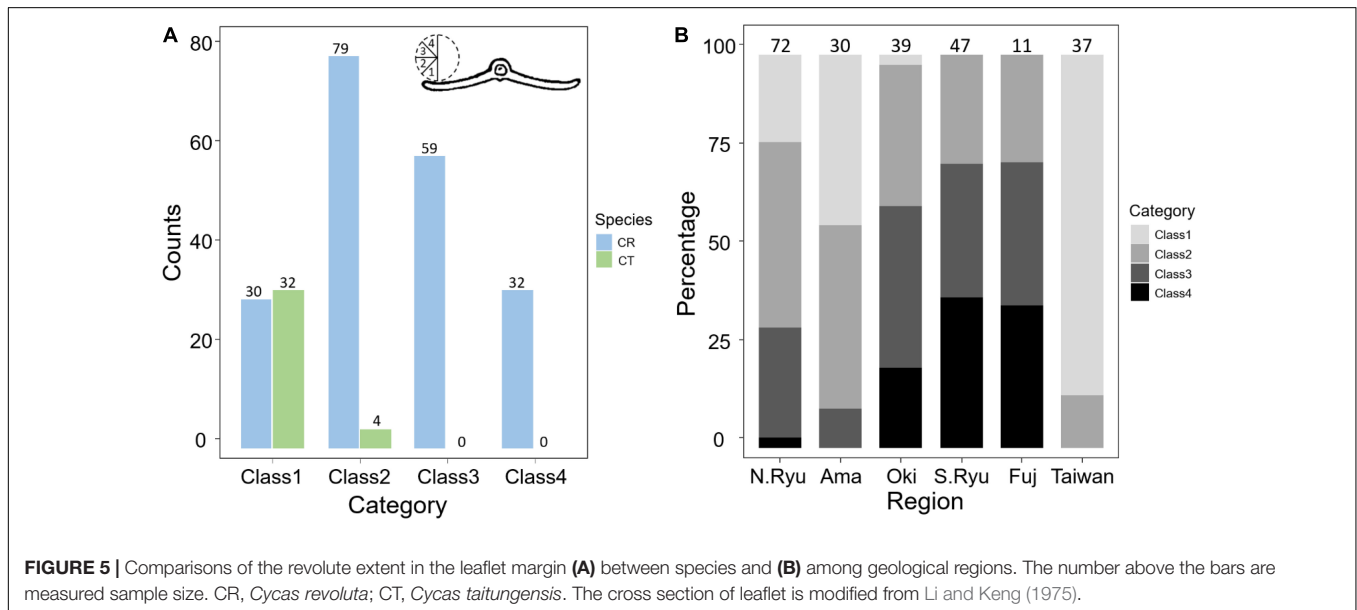 A
80
60
40
20
0
Counts
79
59
30
32
32
4
0
0
4
3
2
1
Class1 Class2 Class3 Class4
Category
Species
CR
CT
B
100
75
50
25
0
Percentage
72 30 39 47 11 37
N.Ryu Ama Oki S.Ryu Fuj Taiwan
Region
Category
Class1
Class2
Class3
Class4
FIGURE 5 | Comparisons of the revolute extent in the leaflet margin (A) between species and (B) among geological regions. The number above the bars are
measured sample size. CR, Cycas revoluta; CT, Cycas taitungensis. The cross section of leaflet is modified from Li and Keng (1975).